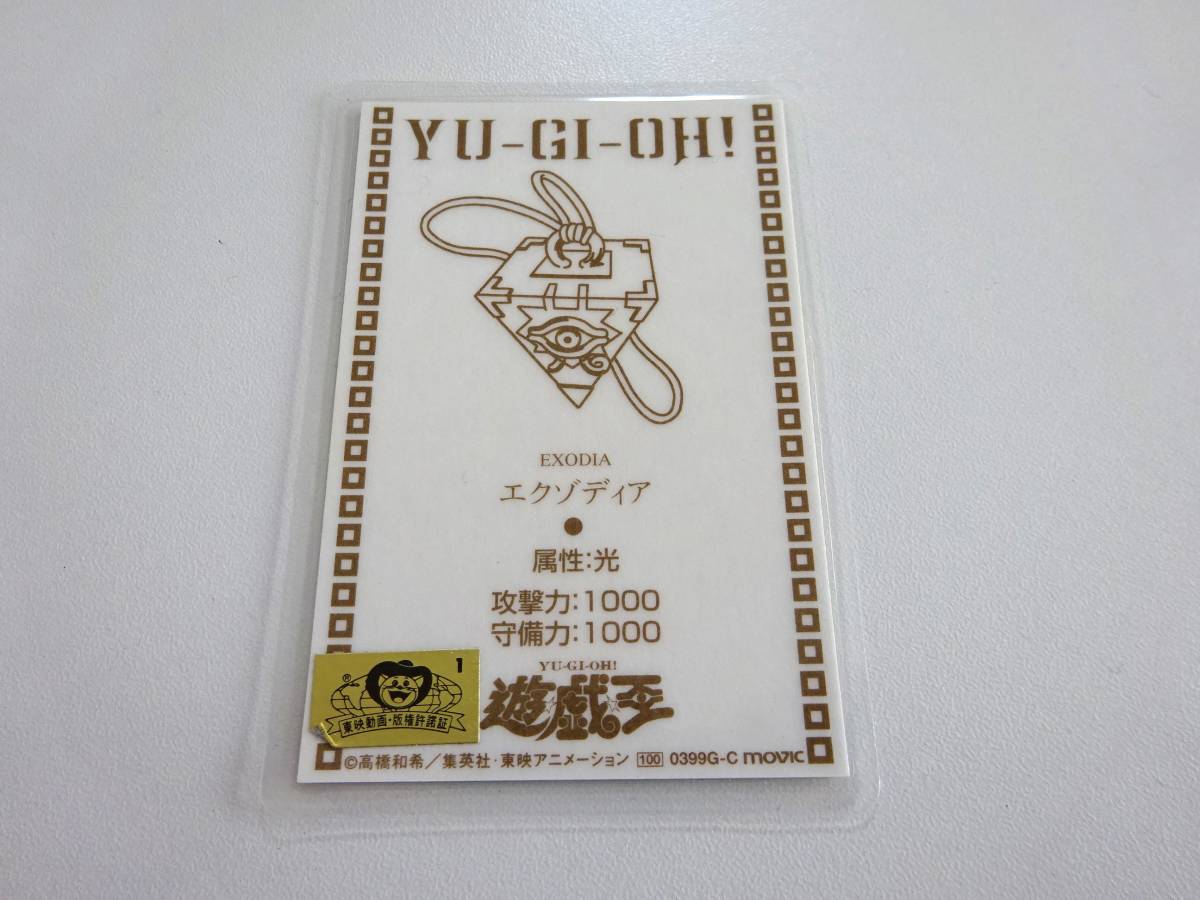 YU-GI-OH!
EXODIA
エクゾディア
●
属性:光
攻撃力:1000
守備力:1000
YU-GI-OH!
遊☆戯☆王
1
®
東映動画・版権許諾証
©高橋和希/集英社・東映アニメーション 100 0399G-C movic